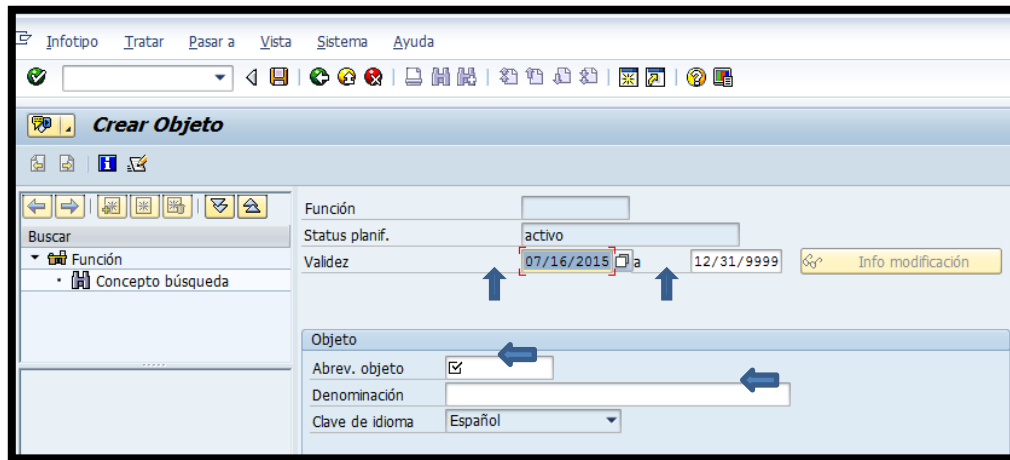 Infotipo Tratar Pasar a Vista Sistema Ayuda
Crear Objeto
Buscar
Función
Concepto búsqueda
Función
Status planif. activo
Validez 07/16/2015 a 12/31/9999 Info modificación
Objeto
Abrev. objeto
Denominación
Clave de idioma Español